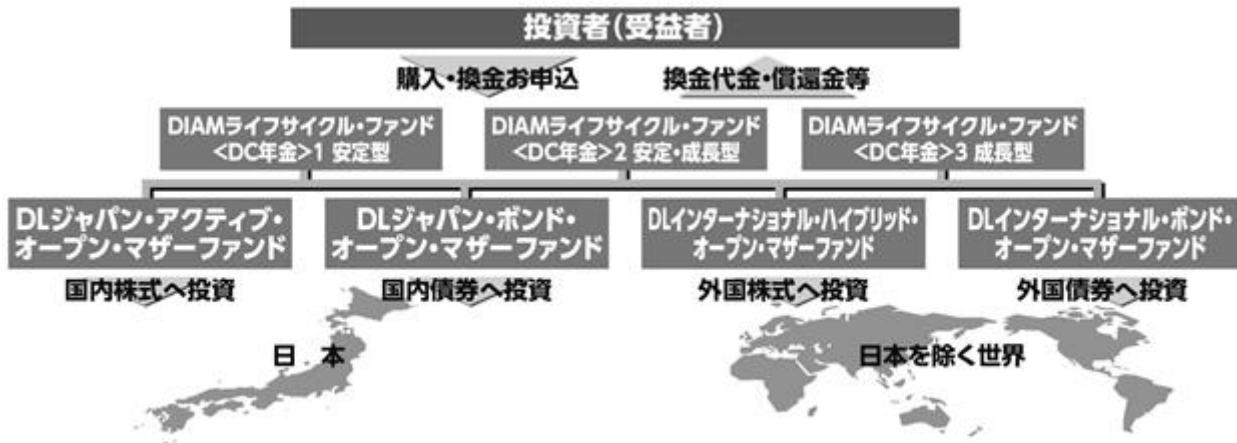 投資者(受益者)
購入・換金お申込
換金代金・償還金等
DIAMライフサイクル・ファンド
<DC年金>1 安定型
DIAMライフサイクル・ファンド
<DC年金>2 安定・成長型
DIAMライフサイクル・ファンド
<DC年金>3 成長型
DLジャパン・アクティブ・
オープン・マザーファンド
DLジャパン・ボンド・
オープン・マザーファンド
DLインターナショナル・ハイブリッド・
オープン・マザーファンド
DLインターナショナル・ボンド・
オープン・マザーファンド
国内株式へ投資
国内債券へ投資
外国株式へ投資
外国債券へ投資
日 本
日本を除く世界